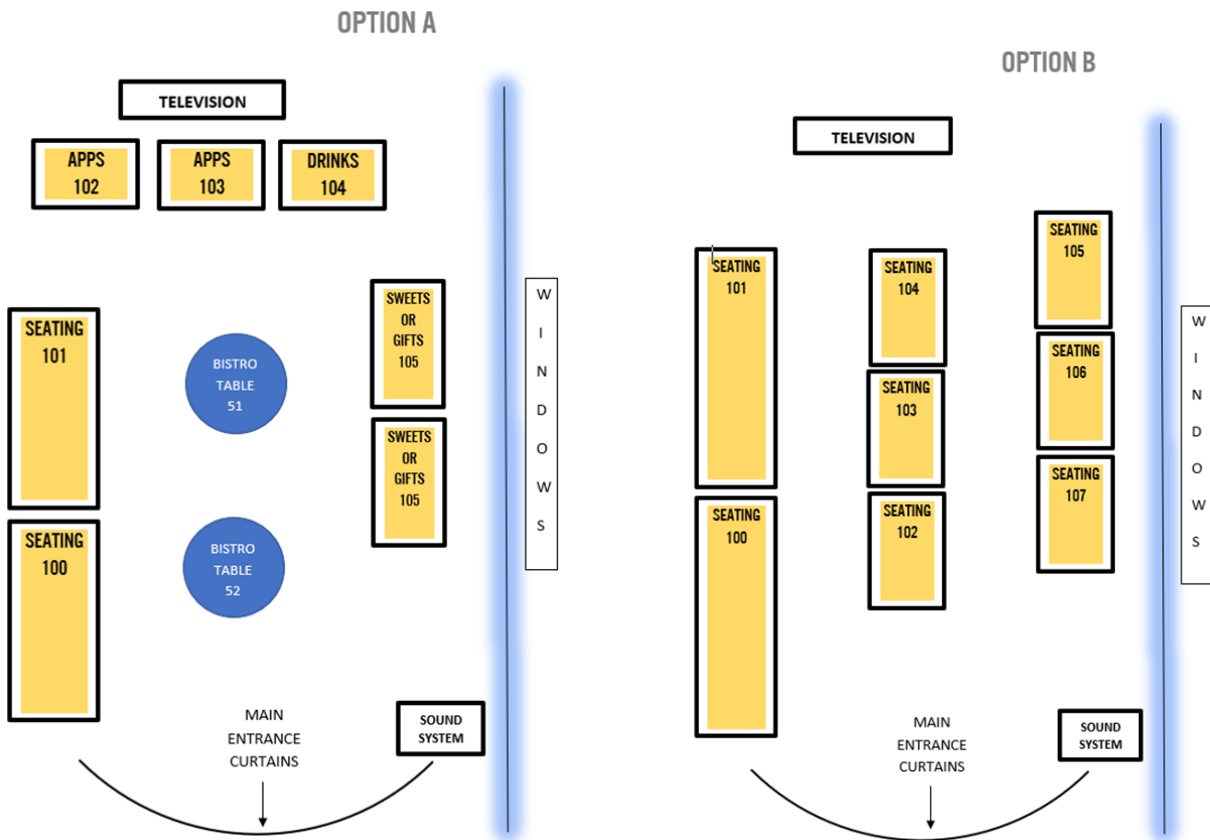 OPTION A
TELEVISION
APPS
102
APPS
103
DRINKS
104
SEATING
101
BISTRO
TABLE
51
SWEETS
OR
GIFTS
105
SEATING
100
BISTRO
TABLE
52
SWEETS
OR
GIFTS
105
W
I
N
D
O
W
S
MAIN
ENTRANCE
CURTAINS
SOUND
SYSTEM
OPTION B
TELEVISION
SEATING
101
SEATING
104
SEATING
105
SEATING
103
SEATING
106
SEATING
100
SEATING
102
SEATING
107
W
I
N
D
O
W
S
MAIN
ENTRANCE
CURTAINS
SOUND
SYSTEM